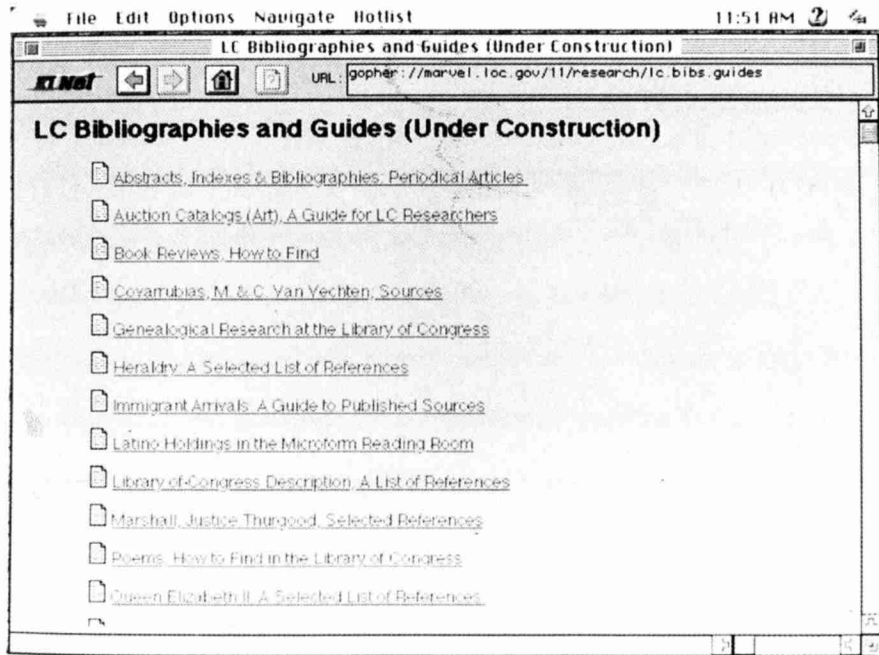 File Edit Options Navigate Hotlist 11:51 AM
LC Bibliographies and Guides (Under Construction)
EINet URL: gopher://marvel.loc.gov/11/research/lc.bibs.guides
LC Bibliographies and Guides (Under Construction)
Abstracts, Indexes & Bibliographies; Periodical Articles
Auction Catalogs (Art), A Guide for LC Researchers
Book Reviews, How to Find
Covarrubias, M. & C. Van Vechten; Sources
Genealogical Research at the Library of Congress
Heraldry: A Selected List of References
Immigrant Arrivals: A Guide to Published Sources
Latino Holdings in the Microform Reading Room
Library of Congress Description, A List of References
Marshall, Justice Thurgood, Selected References
Poems, How to Find in the Library of Congress
Queen Elizabeth II: A Selected List of References